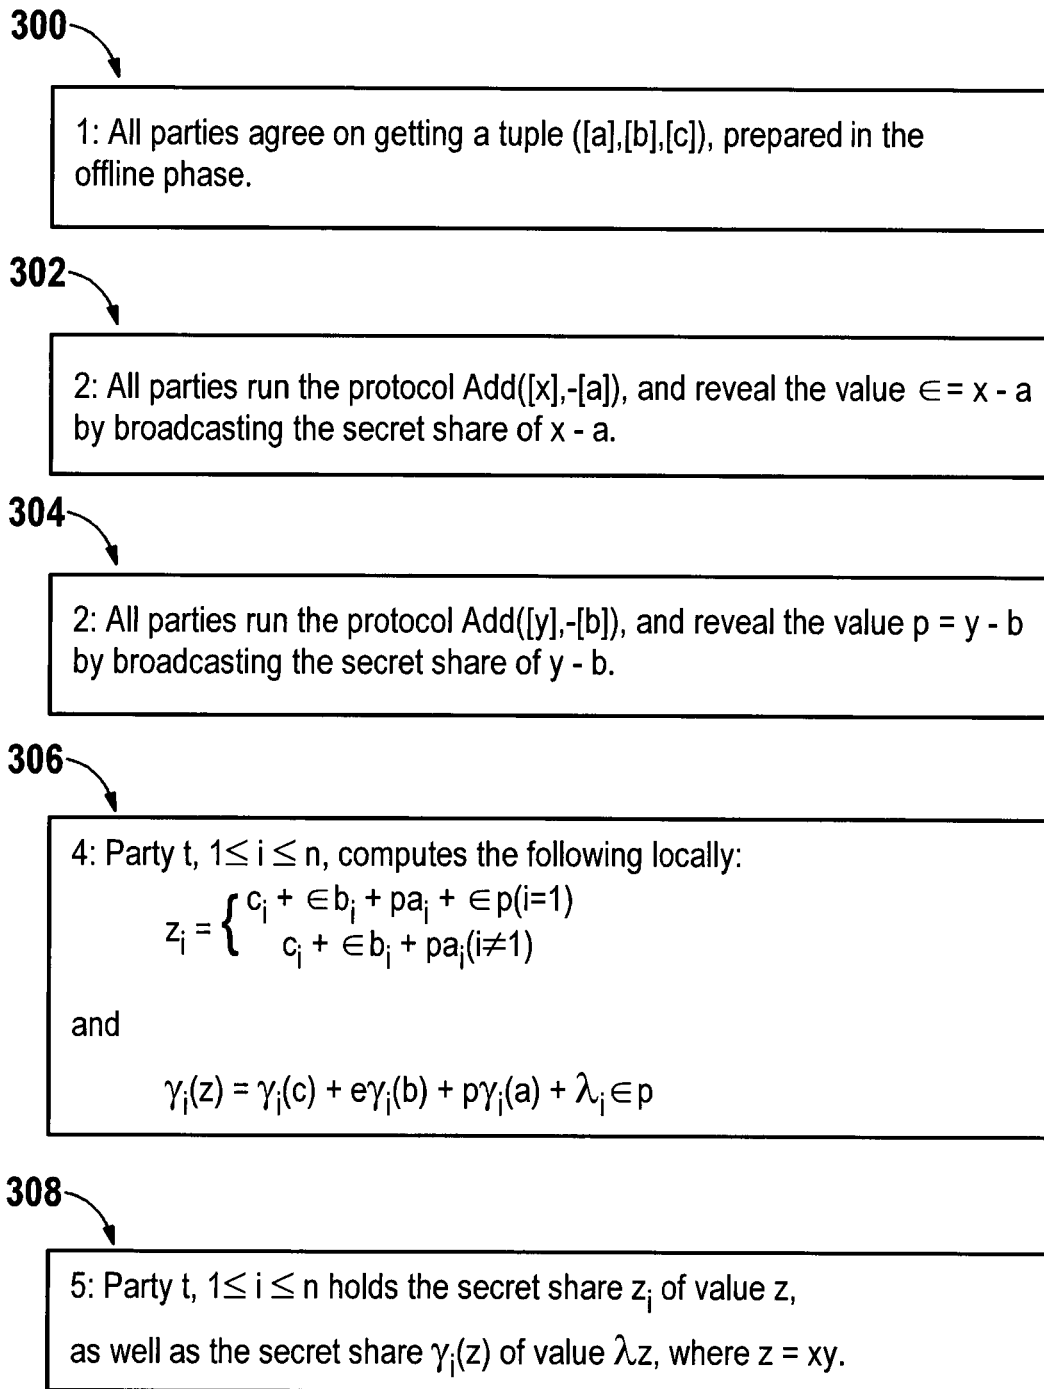 300
1: All parties agree on getting a tuple ([a],[b],[c]), prepared in the
offline phase.
302
2: All parties run the protocol Add([x],-[a]), and reveal the value ∈ = x - a
by broadcasting the secret share of x - a.
304
2: All parties run the protocol Add([y],-[b]), and reveal the value p = y - b
by broadcasting the secret share of y - b.
306
4: Party t, 1≤ i ≤ n, computes the following locally:
z_i = { c_i + ∈b_i + pa_i + ∈p(i=1)
c_i + ∈b_i + pa_i(i≠1)
and
γ_i(z) = γ_i(c) + eγ_i(b) + pγ_i(a) + λ_i∈p
308
5: Party t, 1≤ i ≤ n holds the secret share z_i of value z,
as well as the secret share γ_i(z) of value λz, where z = xy.